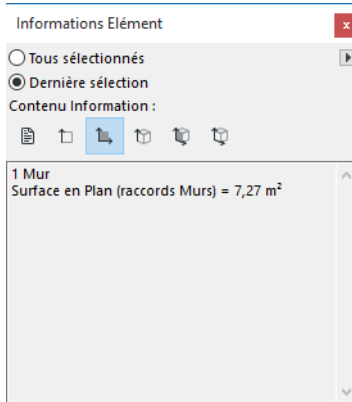 Informations Elément
x
Tous sélectionnés
Dernière sélection
Contenu Information :
1 Mur
Surface en Plan (raccords Murs) = 7,27 m²